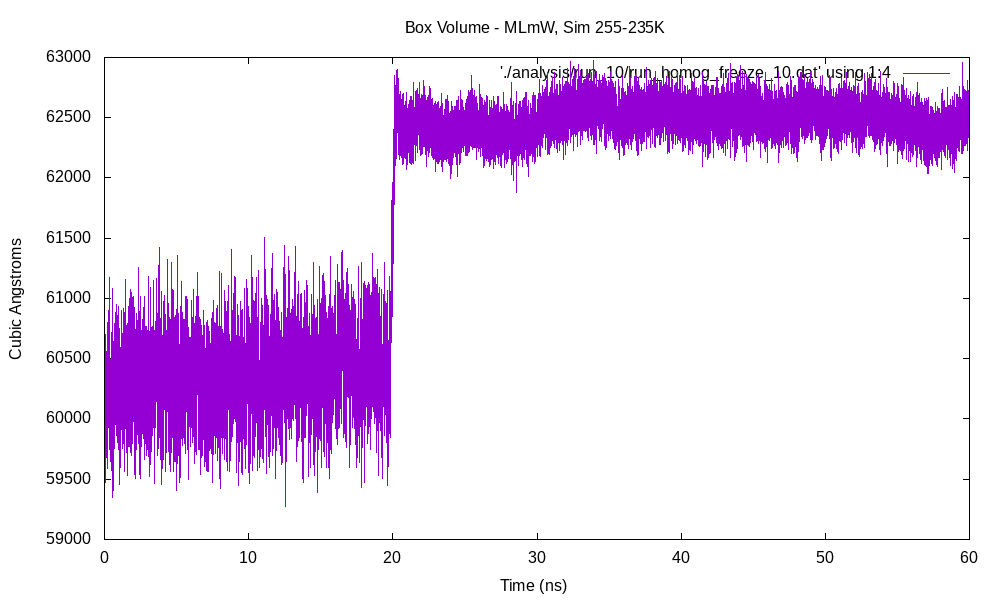 Box Volume - MLmW, Sim 255-235K
63000
'./analysis/run_10/run_homog_freeze_10.dat' using 1:4
62500
62000
61500
61000
60500
60000
59500
59000
Cubic Angstroms
0 10 20 30 40 50 60
Time (ns)